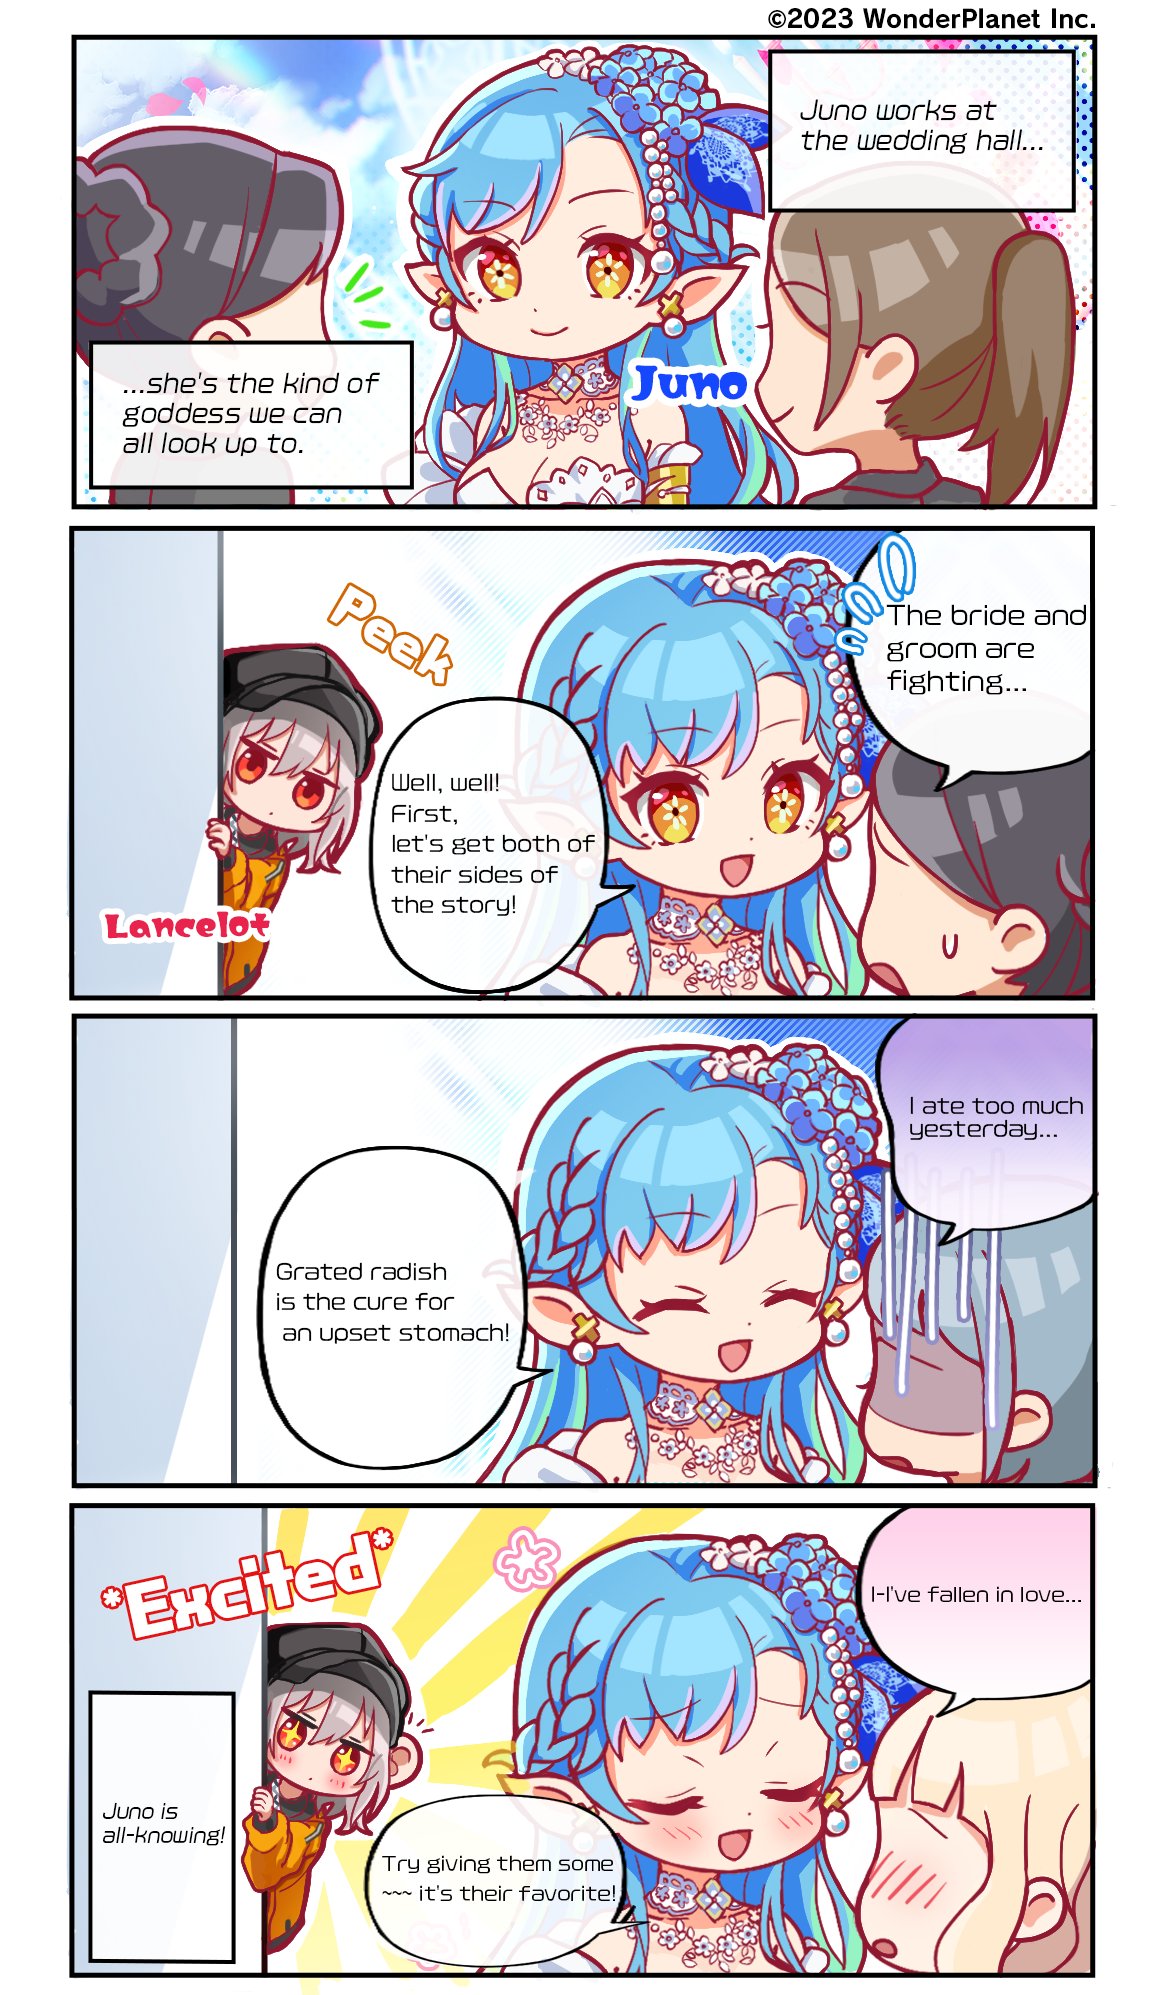 ©2023 WonderPlanet Inc.
Juno works at
the wedding hall...
Juno
...she's the kind of
goddess we can
all look up to.
The bride and
groom are
fighting...
Peek
Well, well!
First,
let's get both of
their sides of
the story!
Lancelot
I ate too much
yesterday...
Grated radish
is the cure for
an upset stomach!
I-I've fallen in love...
*Excited*
Try giving them some
~~~ it's their favorite!
Juno is
all-knowing!